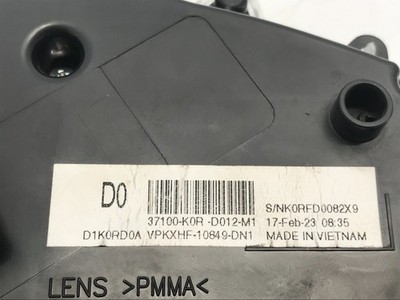 D0
37100-K0R -D012-M1
S/NK0RFD0082X9
17-Feb-23 08:35
D1K0RD0A VPKXHF-10849-DN1 MADE IN VIETNAM
LENS >PMMA<